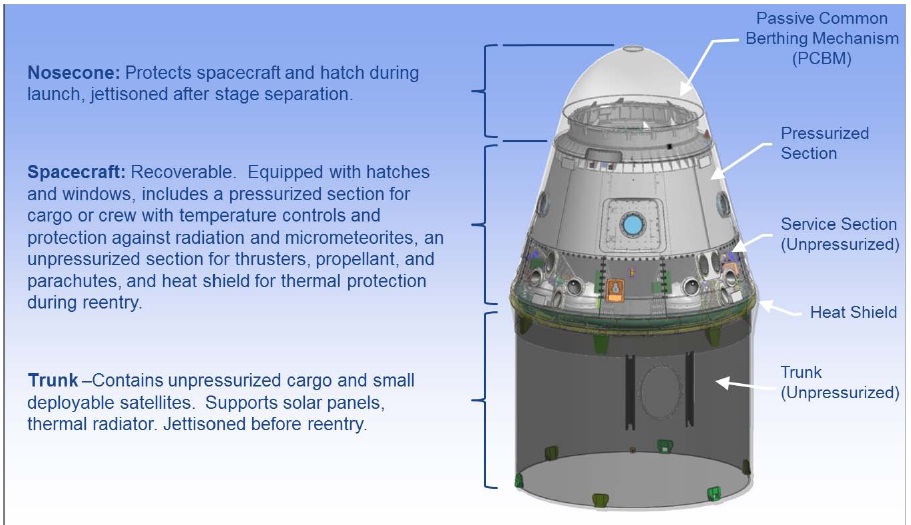 Passive Common
Berthing Mechanism
(PCBM)
Nosecone: Protects spacecraft and hatch during
launch, jettisoned after stage separation.
Pressurized
Section
Spacecraft: Recoverable.  Equipped with hatches
and windows, includes a pressurized section for
cargo or crew with temperature controls and
protection against radiation and micrometeorites, an
unpressurized section for thrusters, propellant, and
parachutes, and heat shield for thermal protection
during reentry.
Service Section
(Unpressurized)
Heat Shield
Trunk –Contains unpressurized cargo and small
deployable satellites.  Supports solar panels,
thermal radiator. Jettisoned before reentry.
Trunk
(Unpressurized)